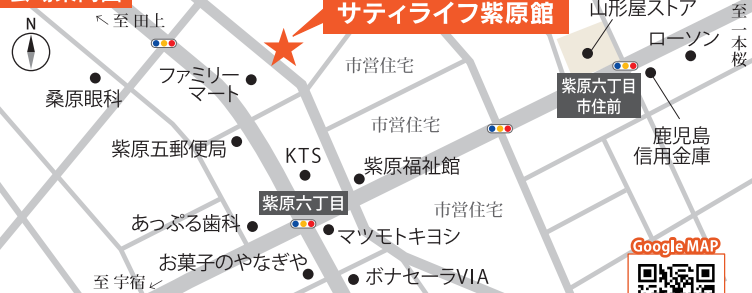 サティライフ紫原館
山形屋ストア
至一本桜
至田上
N
ローソン
市営住宅
ファミリー
マート
桑原眼科
紫原六丁目
市住前
市営住宅
鹿児島
信用金庫
紫原五郵便局
KTS
紫原福祉館
紫原六丁目
市営住宅
あっぷる歯科
マツモトキヨシ
Google MAP
お菓子のやなぎや
ボナセーラVIA
至宇宿